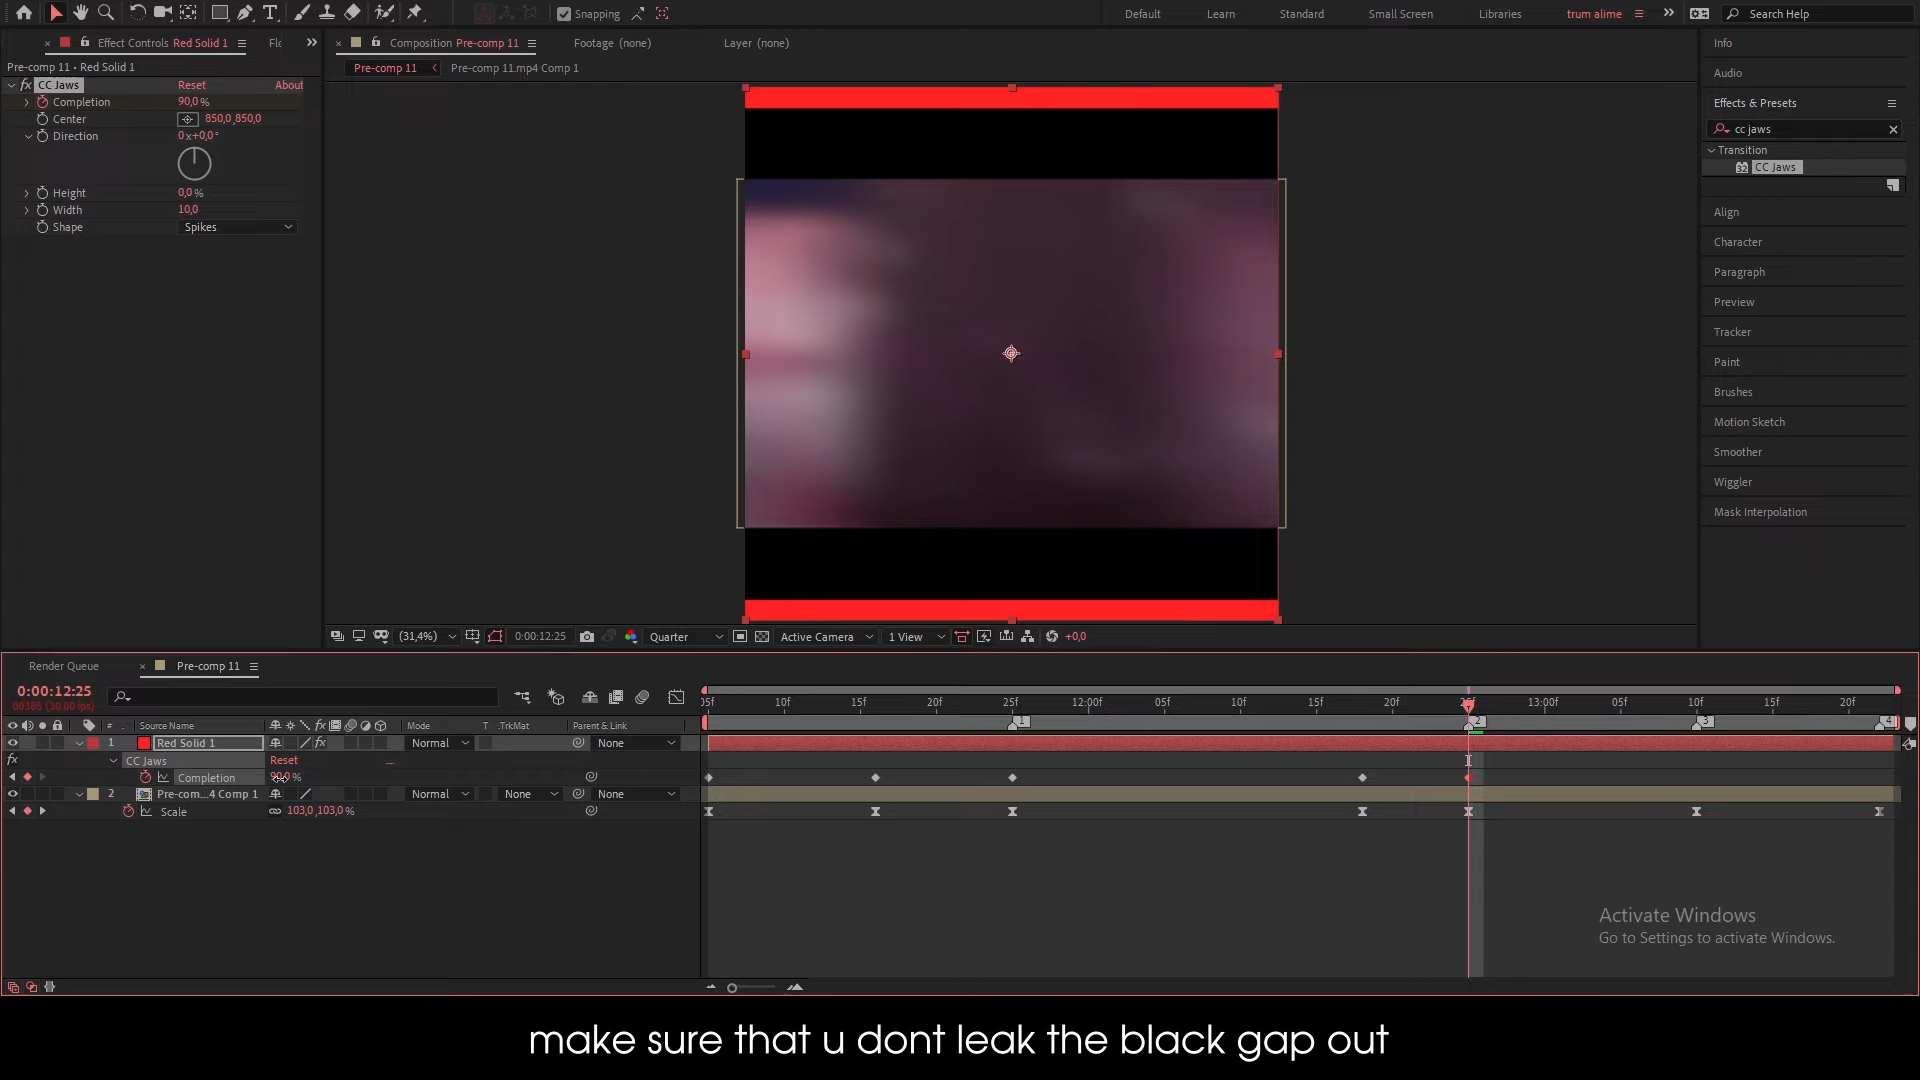 Snapping
Default
Learn
Standard
Small Screen
Libraries
trum alime
Search Help
Effect Controls Red Solid 1
Composition Pre-comp 11
Footage (none)
Layer (none)
Info
Pre-comp 11 • Red Solid 1
Pre-comp 11
Pre-comp 11.mp4 Comp 1
Audio
fx CC Jaws Reset About
Completion 90,0 %
Center 850,0 ,850,0
Direction 0x+0,0°
Height 0,0 %
Width 10,0
Shape Spikes
Effects & Presets
cc jaws
Transition
CC Jaws
Align
Character
Paragraph
Preview
Tracker
Paint
Brushes
Motion Sketch
Smoother
Wiggler
Mask Interpolation
(31,4%) 0:00:12:25 Quarter Active Camera 1 View +0,0
Render Queue
Pre-comp 11
0:00:12:25
00385 (30.00 fps)
05f 10f 15f 20f 25f 12:00f 05f 10f 15f 20f 13:00f 05f 10f 15f 20f
# Source Name fx Mode T .TrkMat Parent & Link
1 2 3 4
1 Red Solid 1 fx Normal None
fx CC Jaws Reset
Completion %
2 Pre-com...4 Comp 1 Normal None None
Scale 103,0 ,103,0 %
Activate Windows
Go to Settings to activate Windows.
make sure that u dont leak the black gap out